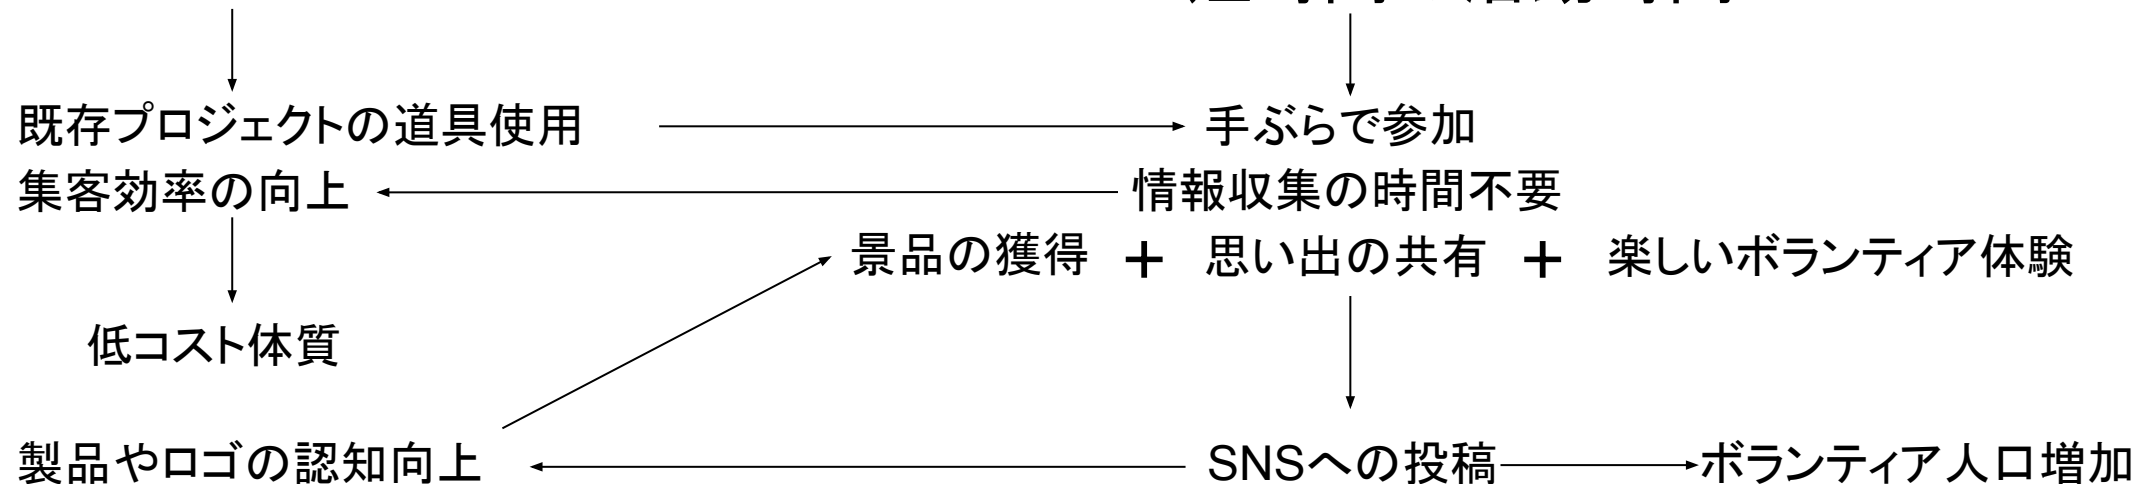 既存プロジェクトの道具使用 手ぶらで参加
集客効率の向上 情報収集の時間不要
景品の獲得 + 思い出の共有 + 楽しいボランティア体験
低コスト体質
製品やロゴの認知向上 SNSへの投稿 ボランティア人口増加